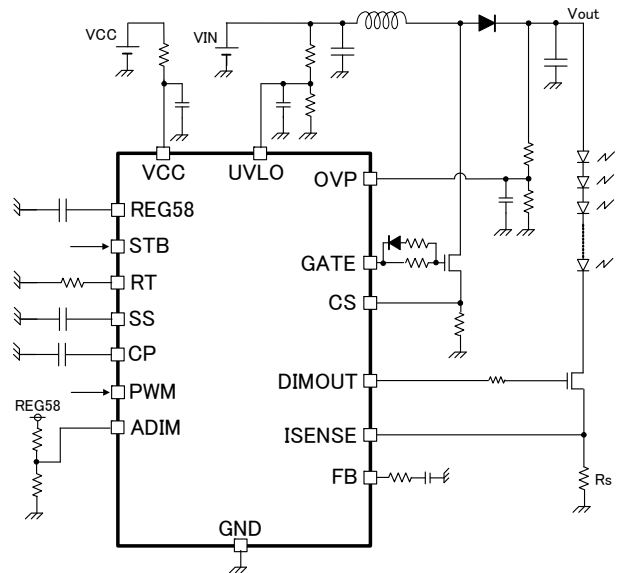 Vout
VCC
VIN
VCC
UVLO
OVP
REG58
STB
GATE
RT
CS
SS
CP
DIMOUT
PWM
REG58
ADIM
ISENSE
FB
Rs
GND